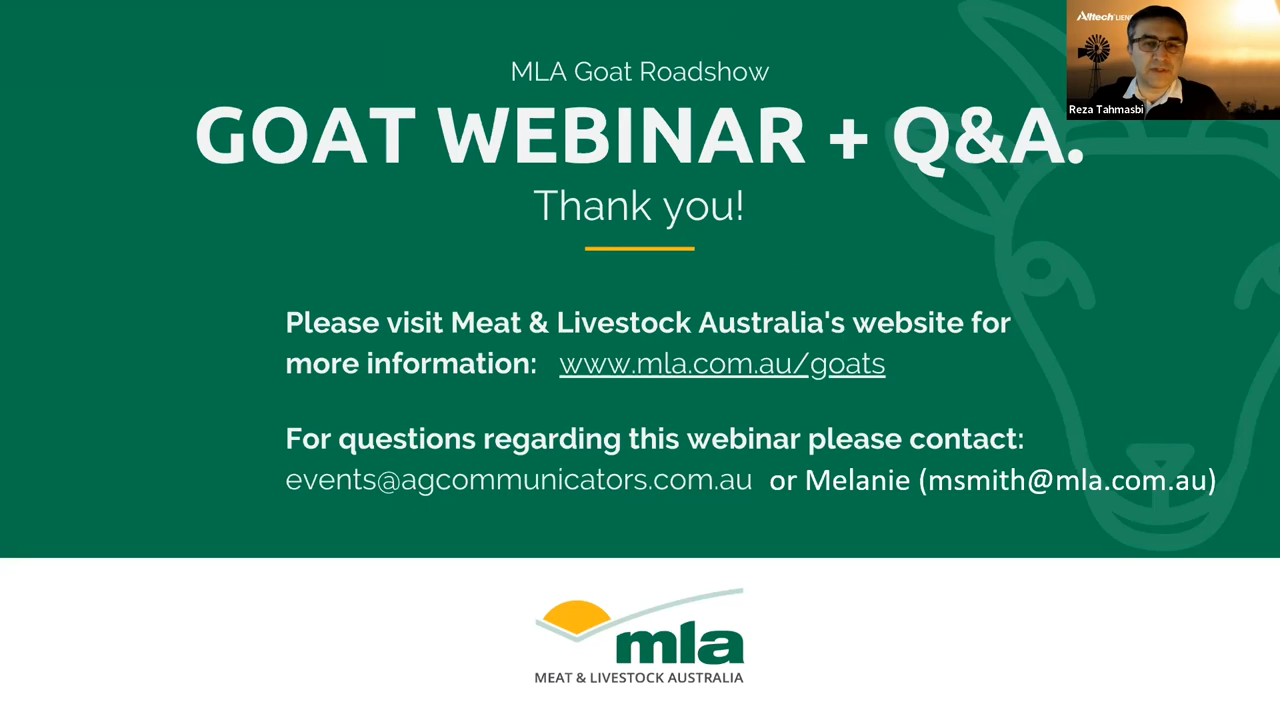 MLA Goat Roadshow
GOAT WEBINAR + Q&A.
Thank you!
Please visit Meat & Livestock Australia's website for
more information: www.mla.com.au/goats
For questions regarding this webinar please contact:
events@agcommunicators.com.au or Melanie (msmith@mla.com.au)
mla
MEAT & LIVESTOCK AUSTRALIA
Alltech
Reza Tahmasbi